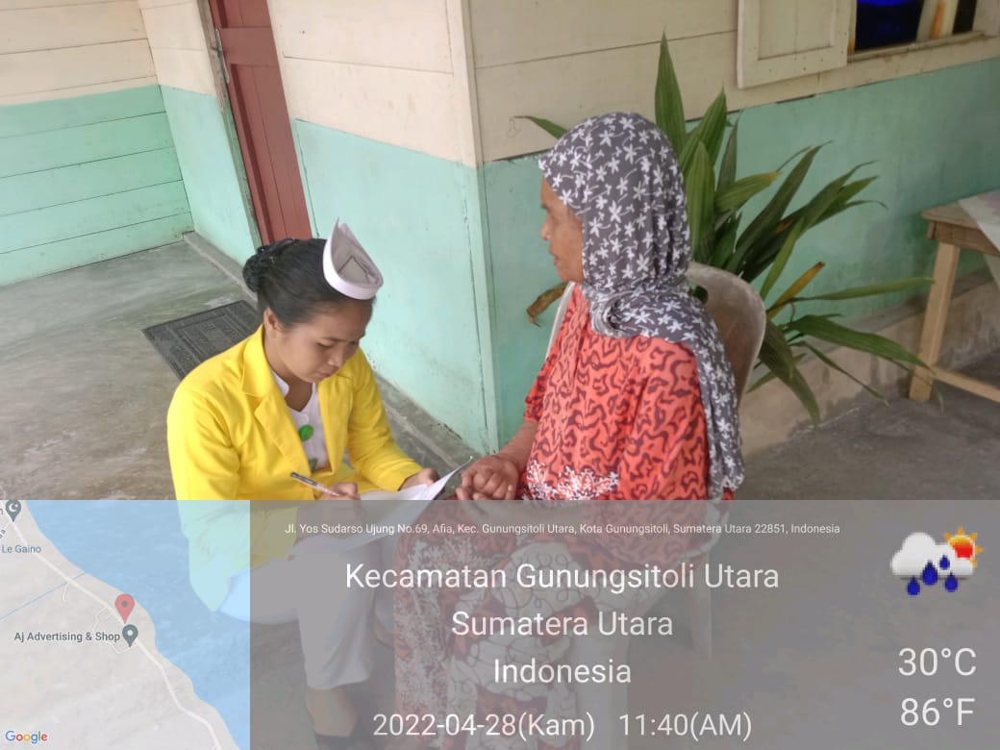 Jl. Yos Sudarso Ujung No.69, Afia, Kec. Gunungsitoli Utara, Kota Gunungsitoli, Sumatera Utara 22851, Indonesia
Le Gaino
Kecamatan Gunungsitoli Utara
Sumatera Utara
Aj Advertising & Shop
Indonesia
30°C
2022-04-28(Kam) 11:40(AM)
86°F
Google